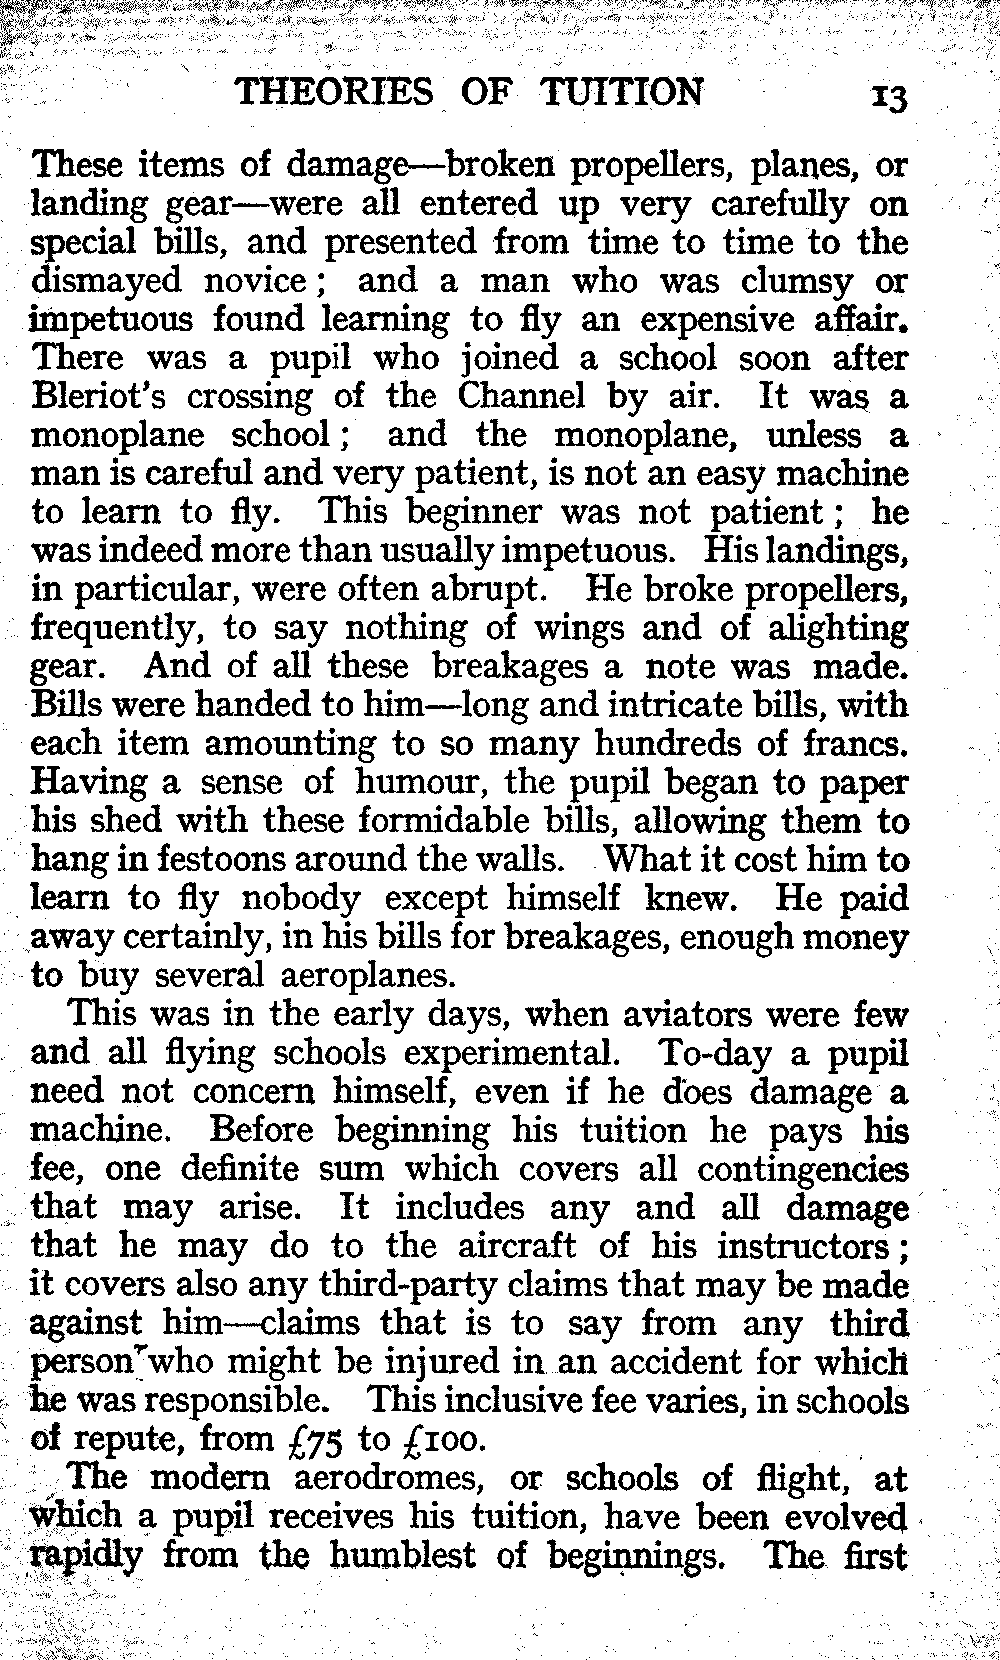 THEORIES OF TUITION 13
These items of damage—broken propellers, planes, or
landing gear—were all entered up very carefully on
special bills, and presented from time to time to the
dismayed novice ; and a man who was clumsy or
impetuous found learning to fly an expensive affair.
There was a pupil who joined a school soon after
Bleriot's crossing of the Channel by air. It was a
monoplane school ; and the monoplane, unless a
man is careful and very patient, is not an easy machine
to learn to fly. This beginner was not patient ; he
was indeed more than usually impetuous. His landings,
in particular, were often abrupt. He broke propellers,
frequently, to say nothing of wings and of alighting
gear. And of all these breakages a note was made.
Bills were handed to him—long and intricate bills, with
each item amounting to so many hundreds of francs.
Having a sense of humour, the pupil began to paper
his shed with these formidable bills, allowing them to
hang in festoons around the walls. What it cost him to
learn to fly nobody except himself knew. He paid
away certainly, in his bills for breakages, enough money
to buy several aeroplanes.
This was in the early days, when aviators were few
and all flying schools experimental. To-day a pupil
need not concern himself, even if he does damage a
machine. Before beginning his tuition he pays his
fee, one definite sum which covers all contingencies
that may arise. It includes any and all damage
that he may do to the aircraft of his instructors ;
it covers also any third-party claims that may be made
against him—claims that is to say from any third
person who might be injured in an accident for which
he was responsible. This inclusive fee varies, in schools
of repute, from £75 to £100.
The modern aerodromes, or schools of flight, at
which a pupil receives his tuition, have been evolved
rapidly from the humblest of beginnings. The first